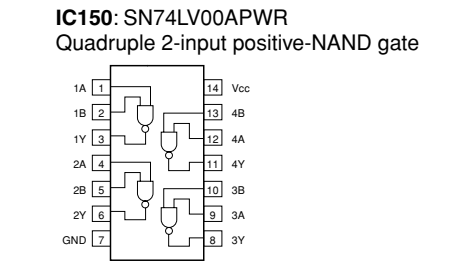 IC150: SN74LV00APWR
Quadruple 2-input positive-NAND gate
1A 1 14 Vcc
1B 2 13 4B
1Y 3 12 4A
2A 4 11 4Y
2B 5 10 3B
2Y 6 9 3A
GND 7 8 3Y